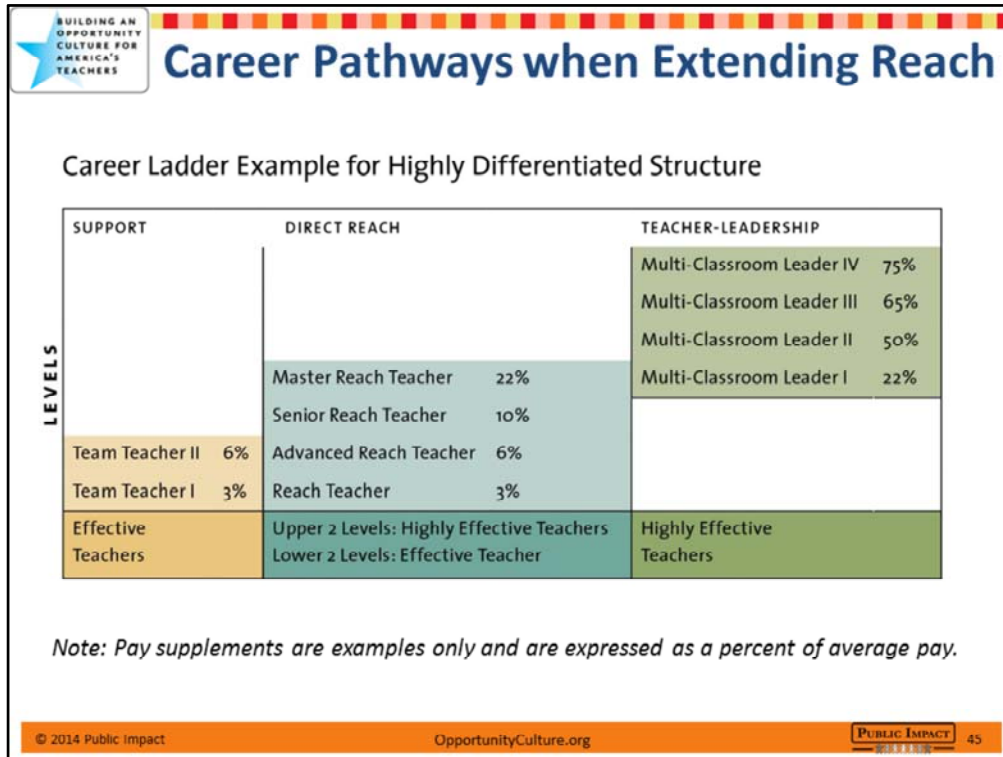 BUILDING AN
OPPORTUNITY
CULTURE FOR
AMERICA'S
TEACHERS
Career Pathways when Extending Reach
Career Ladder Example for Highly Differentiated Structure
SUPPORT DIRECT REACH TEACHER-LEADERSHIP
LEVELS
Multi-Classroom Leader IV 75%
Multi-Classroom Leader III 65%
Multi-Classroom Leader II 50%
Master Reach Teacher 22% Multi-Classroom Leader I 22%
Senior Reach Teacher 10%
Team Teacher II 6% Advanced Reach Teacher 6%
Team Teacher I 3% Reach Teacher 3%
Effective Upper 2 Levels: Highly Effective Teachers Highly Effective
Teachers Lower 2 Levels: Effective Teacher Teachers
Note: Pay supplements are examples only and are expressed as a percent of average pay.
© 2014 Public Impact OpportunityCulture.org PUBLIC IMPACT 45